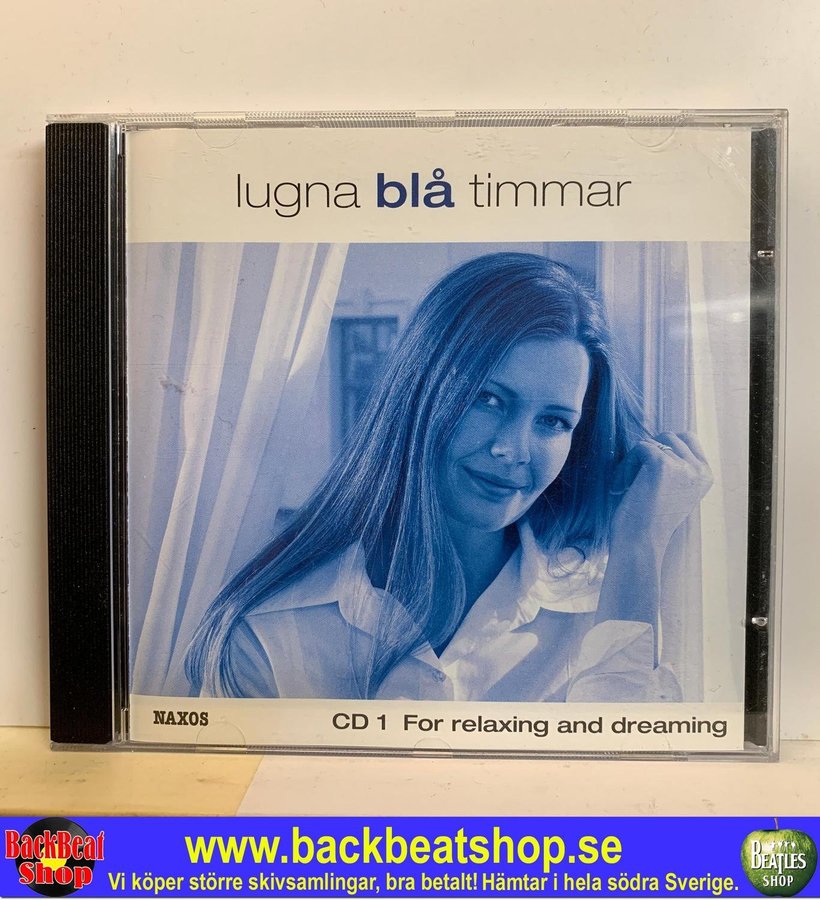 lugna blå timmar
NAXOS
CD 1 For relaxing and dreaming
BackBeat
Shop
www.backbeatshop.se
Vi köper större skivsamlingar, bra betalt! Hämtar i hela södra Sverige.
BEATLES
SHOP